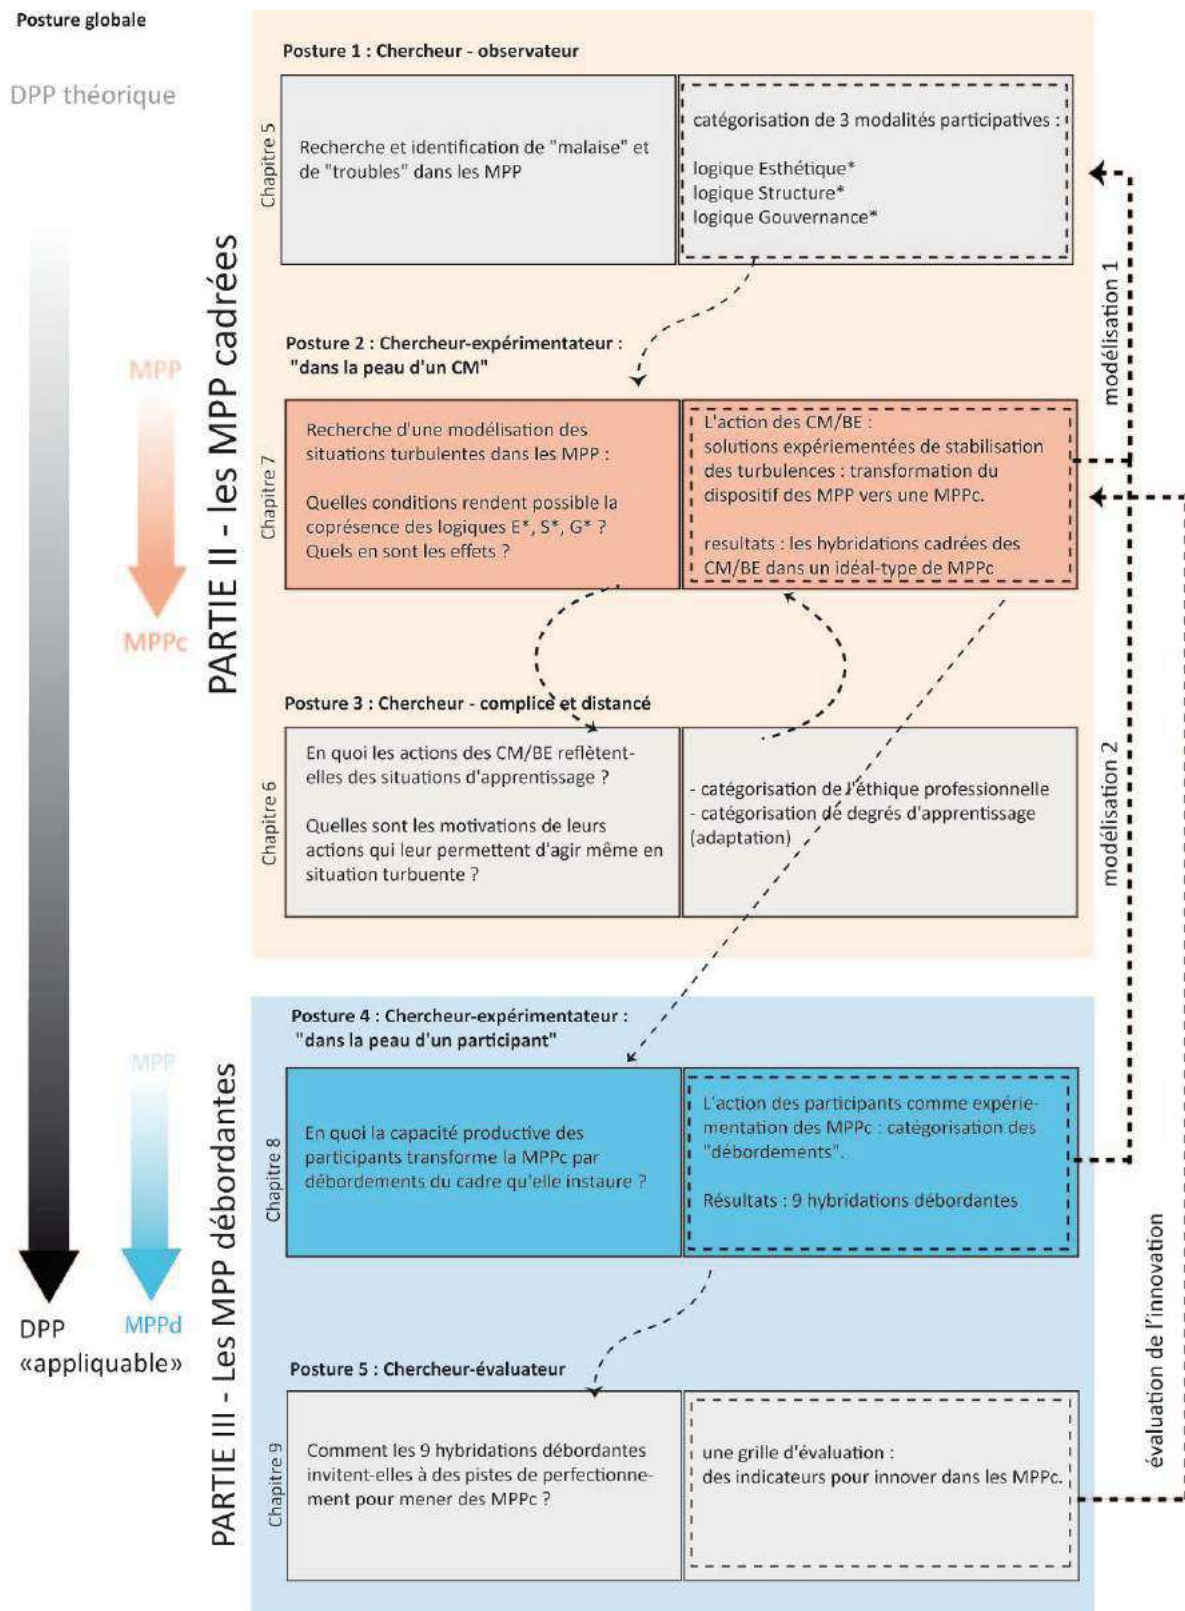 Posture globale
DPP théorique
MPP
MPPc
MPP
MPPd
DPP
«appliquable»
PARTIE II - les MPP cadrées
Posture 1 : Chercheur - observateur
Chapitre 5
Recherche et identification de "malaise" et
de "troubles" dans les MPP
catégorisation de 3 modalités participatives :
logique Esthétique*
logique Structure*
logique Gouvernance*
Posture 2 : Chercheur-expérimentateur :
"dans la peau d'un CM"
Chapitre 7
Recherche d'une modélisation des
situations turbulentes dans les MPP :
Quelles conditions rendent possible la
coprésence des logiques E*, S*, G* ?
Quels en sont les effets ?
L'action des CM/BE :
solutions expériementées de stabilisation
des turbulences : transformation du
dispositif des MPP vers une MPPc.
resultats : les hybridations cadrées des
CM/BE dans un idéal-type de MPPc
Posture 3 : Chercheur - complice et distancé
Chapitre 6
En quoi les actions des CM/BE reflètent-
elles des situations d'apprentissage ?
Quelles sont les motivations de leurs
actions qui leur permettent d'agir même en
situation turbuente ?
- catégorisation de l'éthique professionnelle
- catégorisation de degrés d'apprentissage
(adaptation)
modélisation 1
modélisation 2
PARTIE III - Les MPP débordantes
Posture 4 : Chercheur-expérimentateur :
"dans la peau d'un participant"
Chapitre 8
En quoi la capacité productive des
participants transforme la MPPc par
débordements du cadre qu'elle instaure ?
L'action des participants comme expérie-
mentation des MPPc : catégorisation des
"débordements".
Résultats : 9 hybridations débordantes
Posture 5 : Chercheur-évaluateur
Chapitre 9
Comment les 9 hybridations débordantes
invitent-elles à des pistes de perfectionne-
ment pour mener des MPPc ?
une grille d'évaluation :
des indicateurs pour innover dans les MPPc.
évaluation de l'innovation